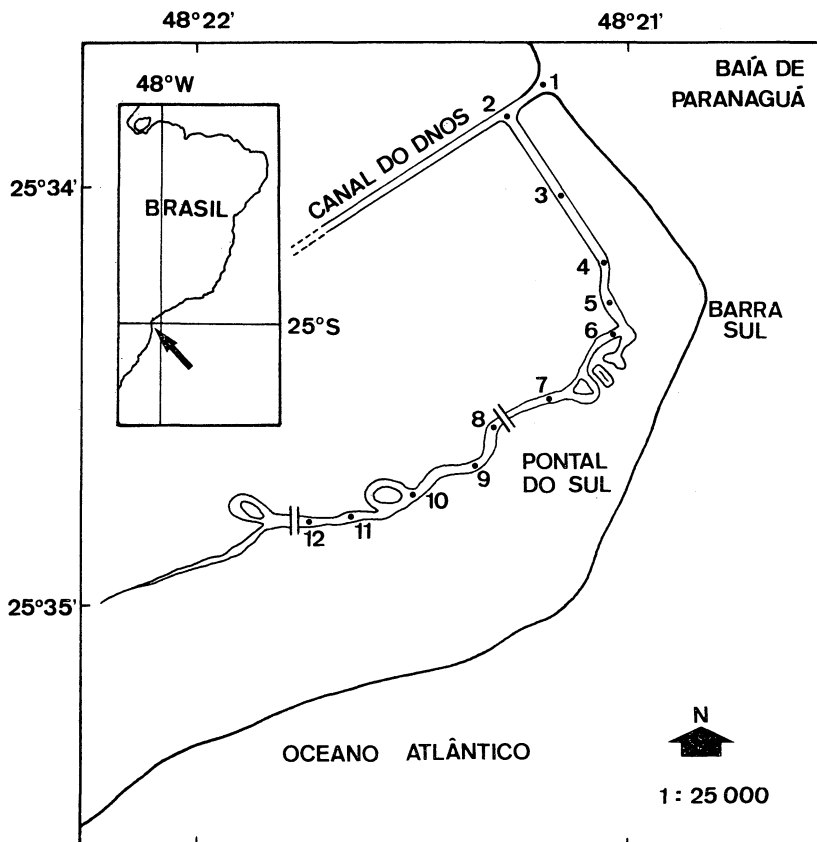 48°22'
48°21'
48°W
BAÍA DE
PARANAGUÁ
1
2
CANAL DO DNOS
25°34'
3
BRASIL
4
5
BARRA
SUL
25°S
6
7
8
PONTAL
DO SUL
9
10
11
12
25°35'
N
OCEANO ATLÂNTICO
1 : 25 000